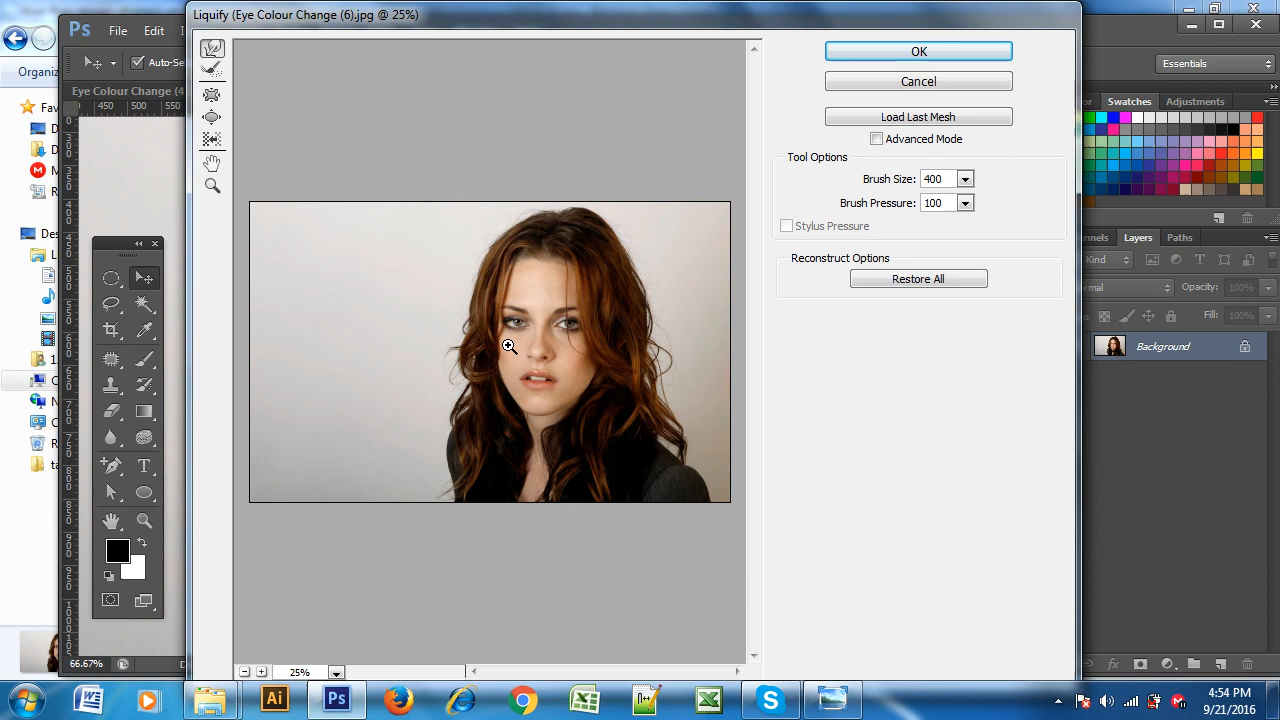 Liquify (Eye Colour Change (6).jpg @ 25%)
Ps File Edit
Organiz
Auto-Se
Essentials
Eye Colour Change (4
450 500 550
OK
Cancel
Load Last Mesh
Advanced Mode
Tool Options
Brush Size: 400
Brush Pressure: 100
Stylus Pressure
Reconstruct Options
Restore All
Swatches Adjustments
Layers Paths
Kind
Opacity: 100%
Fill: 100%
Background
Fav
De
66.67%
25%
Ai Ps
4:54 PM
9/21/2016